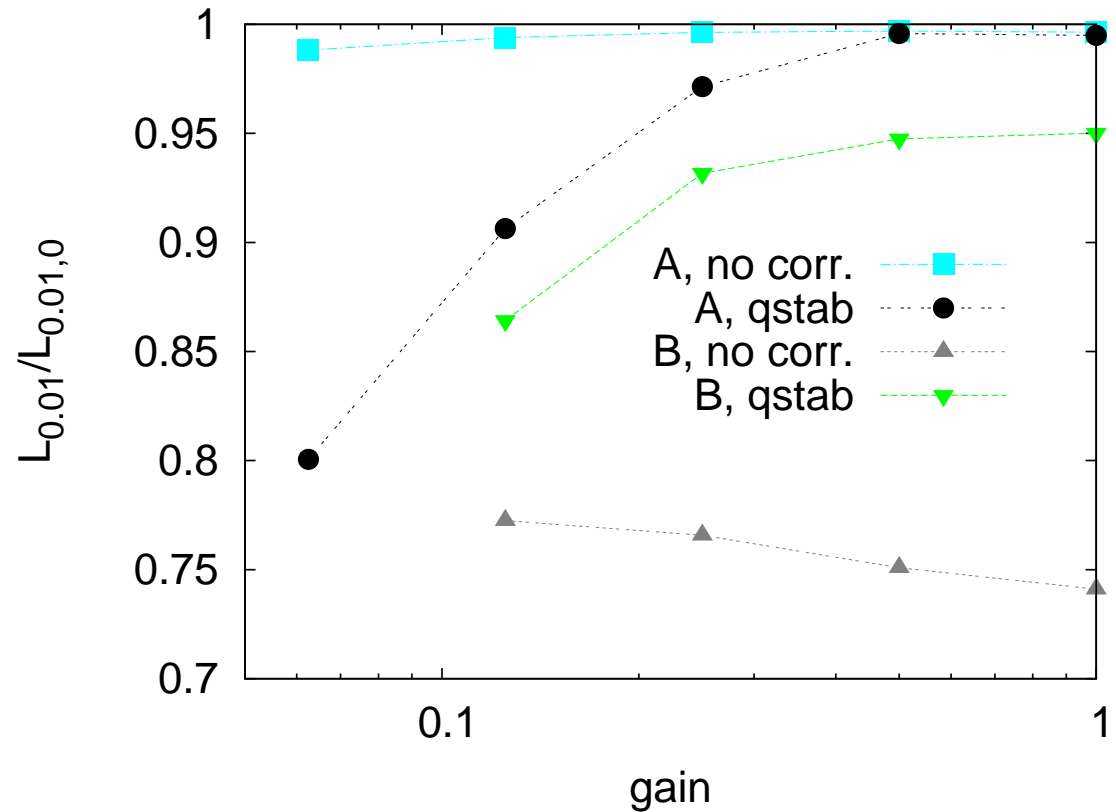 1
0.95
0.9
0.85
0.8
0.75
0.7
L0.01/L0.01,0
A, no corr.
A, qstab
B, no corr.
B, qstab
0.1 1
gain